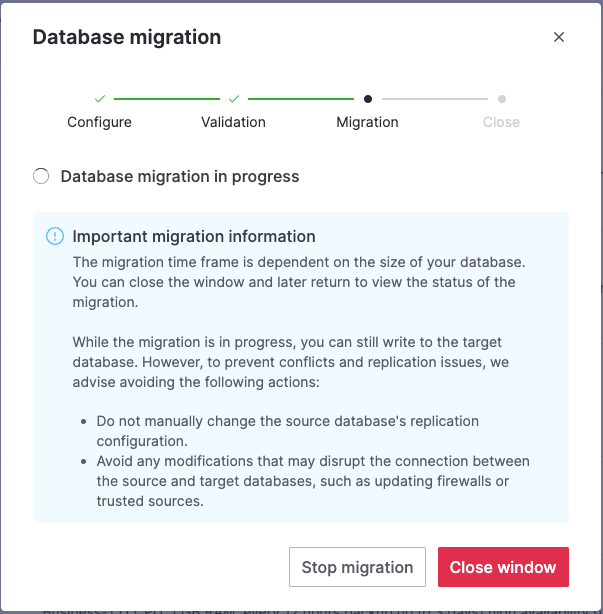 Database migration
Configure
Validation
Migration
Close
Database migration in progress
Important migration information
The migration time frame is dependent on the size of your database.
You can close the window and later return to view the status of the
migration.
While the migration is in progress, you can still write to the target
database. However, to prevent conflicts and replication issues, we
advise avoiding the following actions:
Do not manually change the source database's replication
configuration.
Avoid any modifications that may disrupt the connection between
the source and target databases, such as updating firewalls or
trusted sources.
Stop migration
Close window